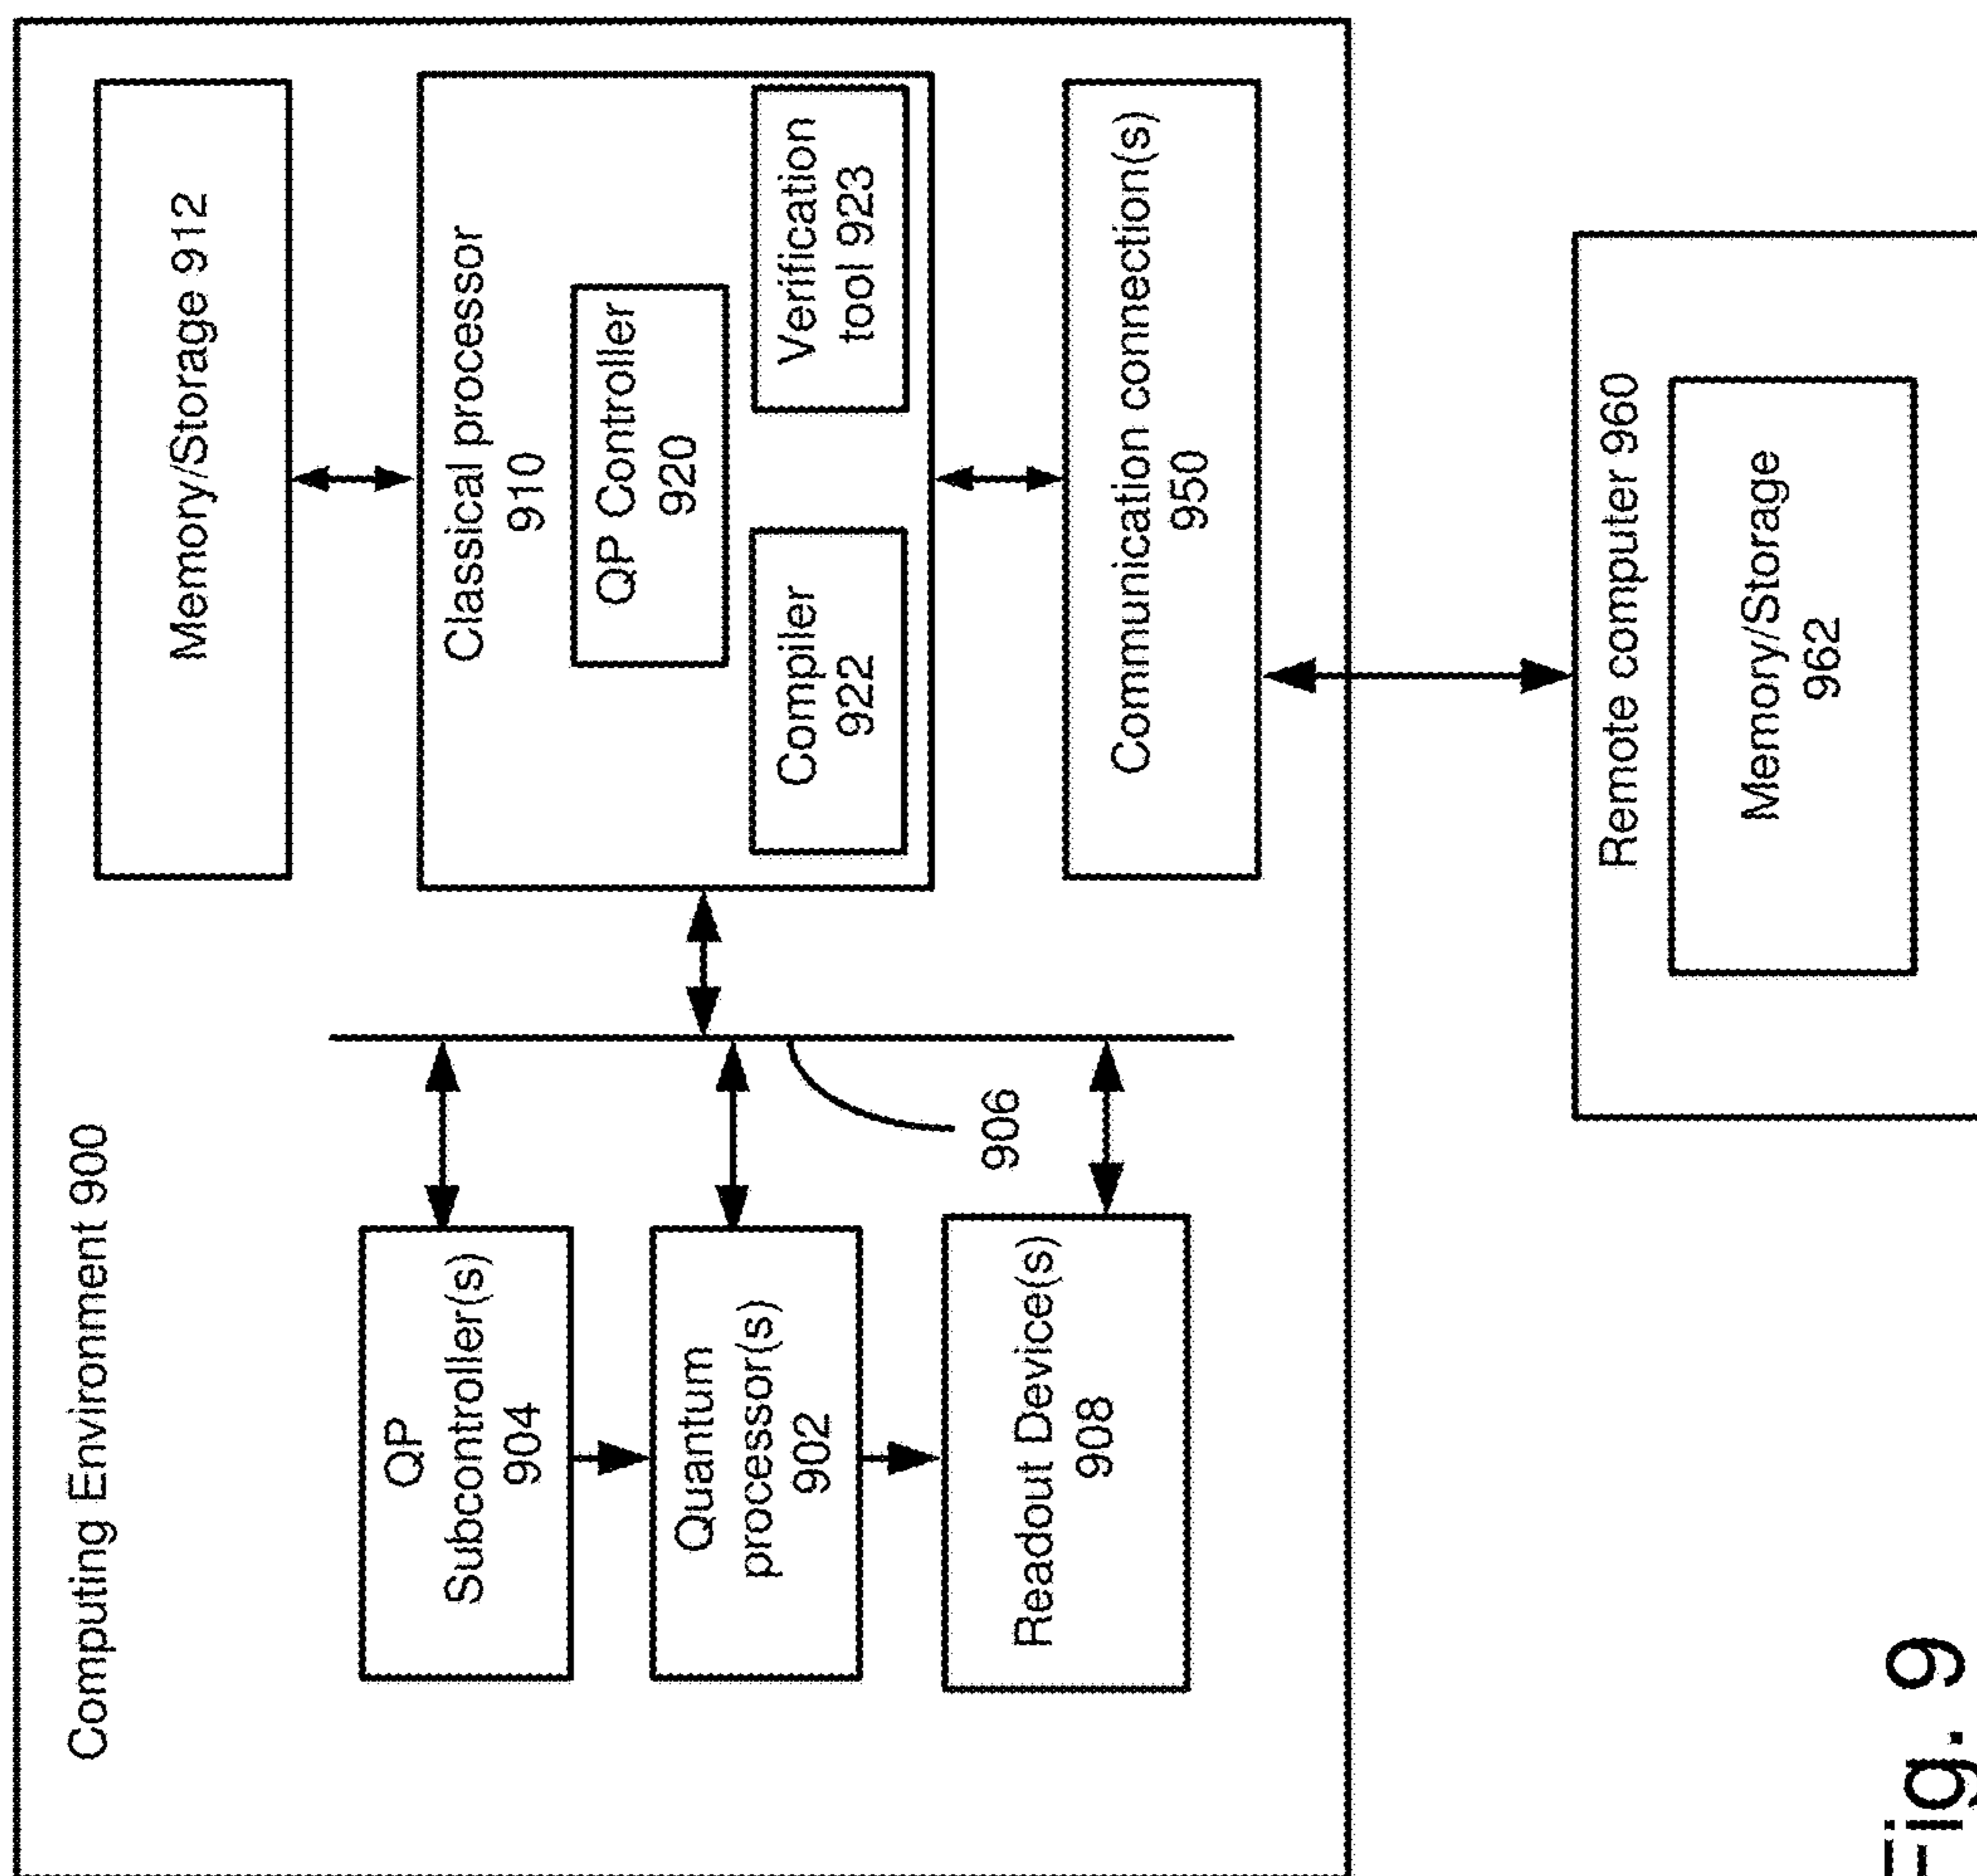 Computing Environment 900
QP
Subcontroller(s)
904
Quantum
processor(s)
902
Readout Device(s)
908
906
Memory/Storage 912
Classical processor
910
QP Controller
920
Compiler
922
Verification
tool 923
Communication connection(s)
950
Remote computer 960
Memory/Storage
962
Fig. 9